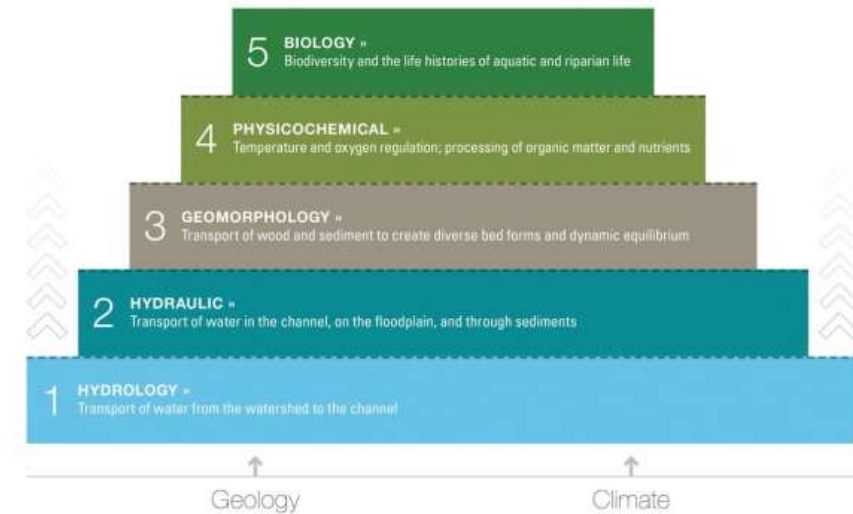 5 BIOLOGY »
Biodiversity and the life histories of aquatic and riparian life
4 PHYSICOCHEMICAL »
Temperature and oxygen regulation; processing of organic matter and nutrients
3 GEOMORPHOLOGY »
Transport of wood and sediment to create diverse bed forms and dynamic equilibrium
2 HYDRAULIC »
Transport of water in the channel, on the floodplain, and through sediments
1 HYDROLOGY »
Transport of water from the watershed to the channel
Geology Climate